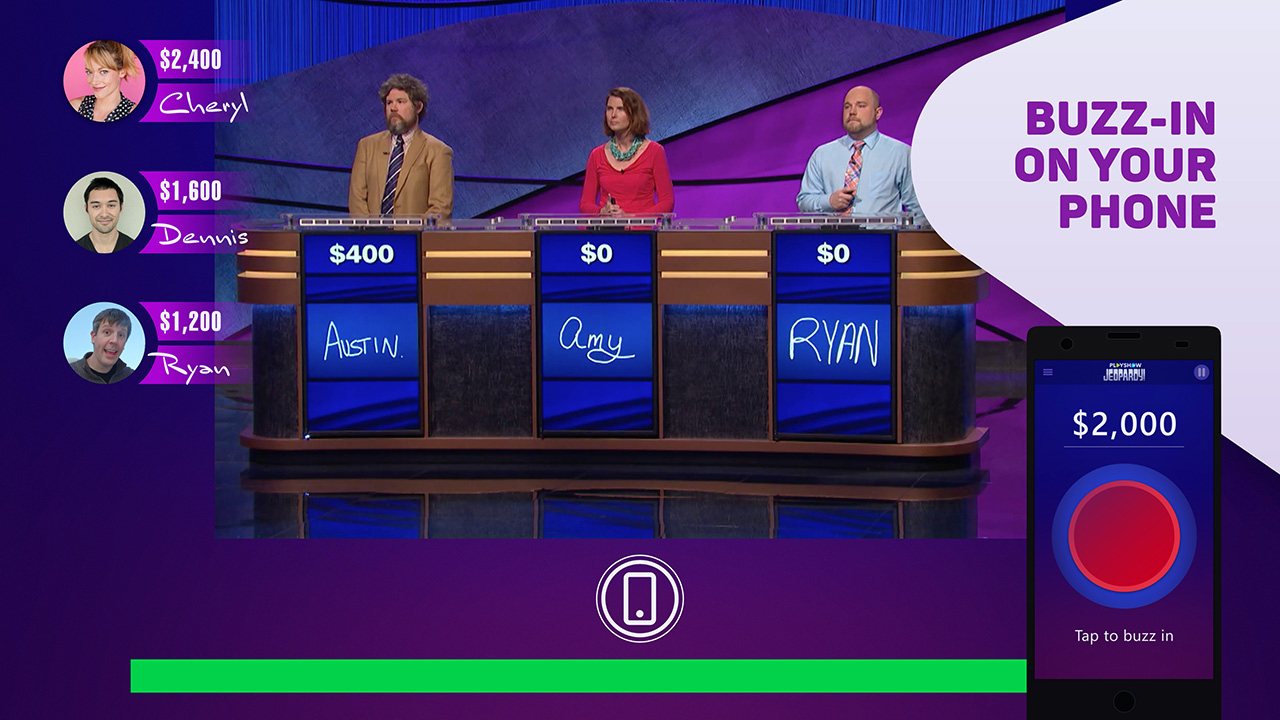 $2,400
Cheryl
$1,600
Dennis
$1,200
Ryan
$400
$0
$0
AUSTIN.
Amy
RYAN
BUZZ-IN
ON YOUR
PHONE
PLAYSHOW
JEOPARDY!
$2,000
Tap to buzz in